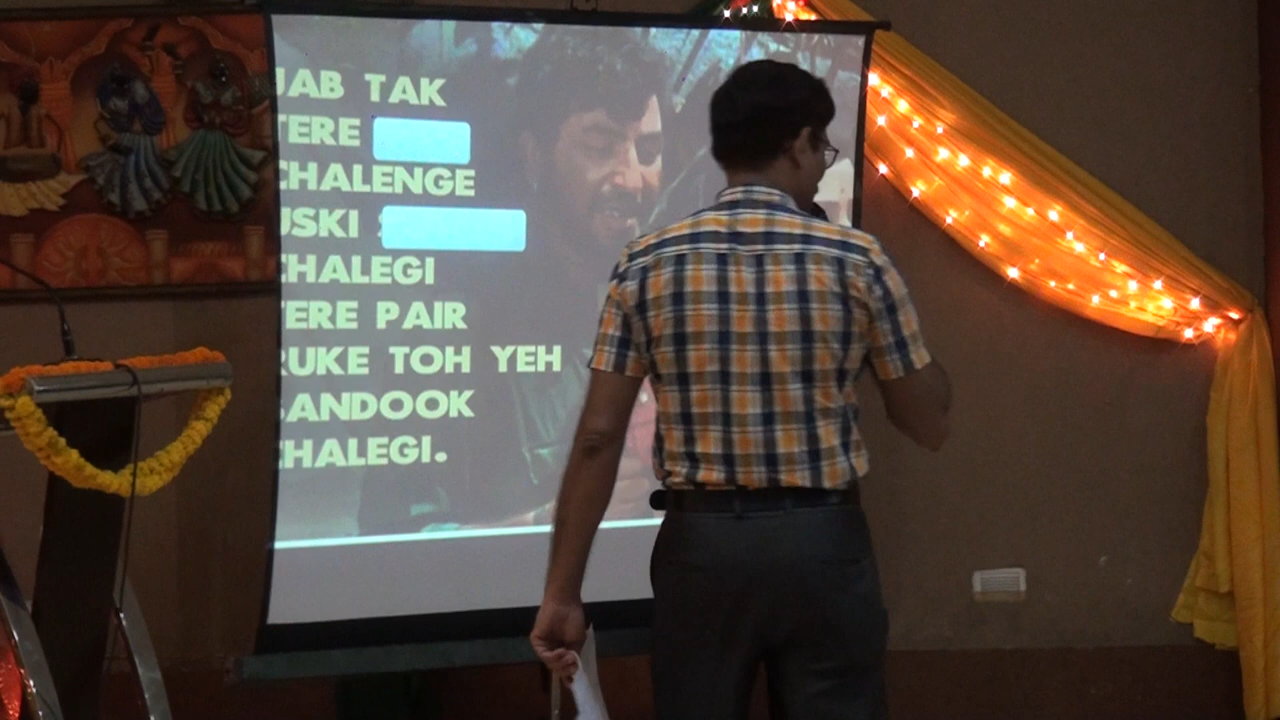 JAB TAK
TERE
CHALENGE
USKI
CHALEGI
TERE PAIR
RUKE TOH YEH
BANDOOK
CHALEGI.